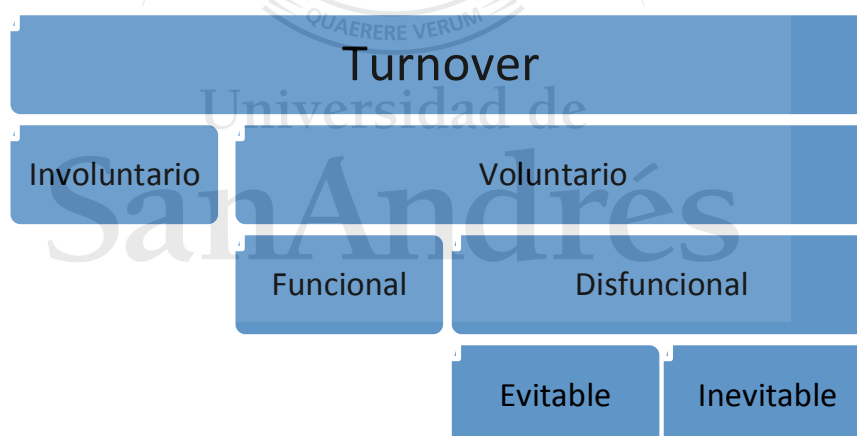 QUAERERE VERUM
Turnover
Universidad de
SanAndrés
Involuntario
Voluntario
Funcional
Disfuncional
Evitable
Inevitable